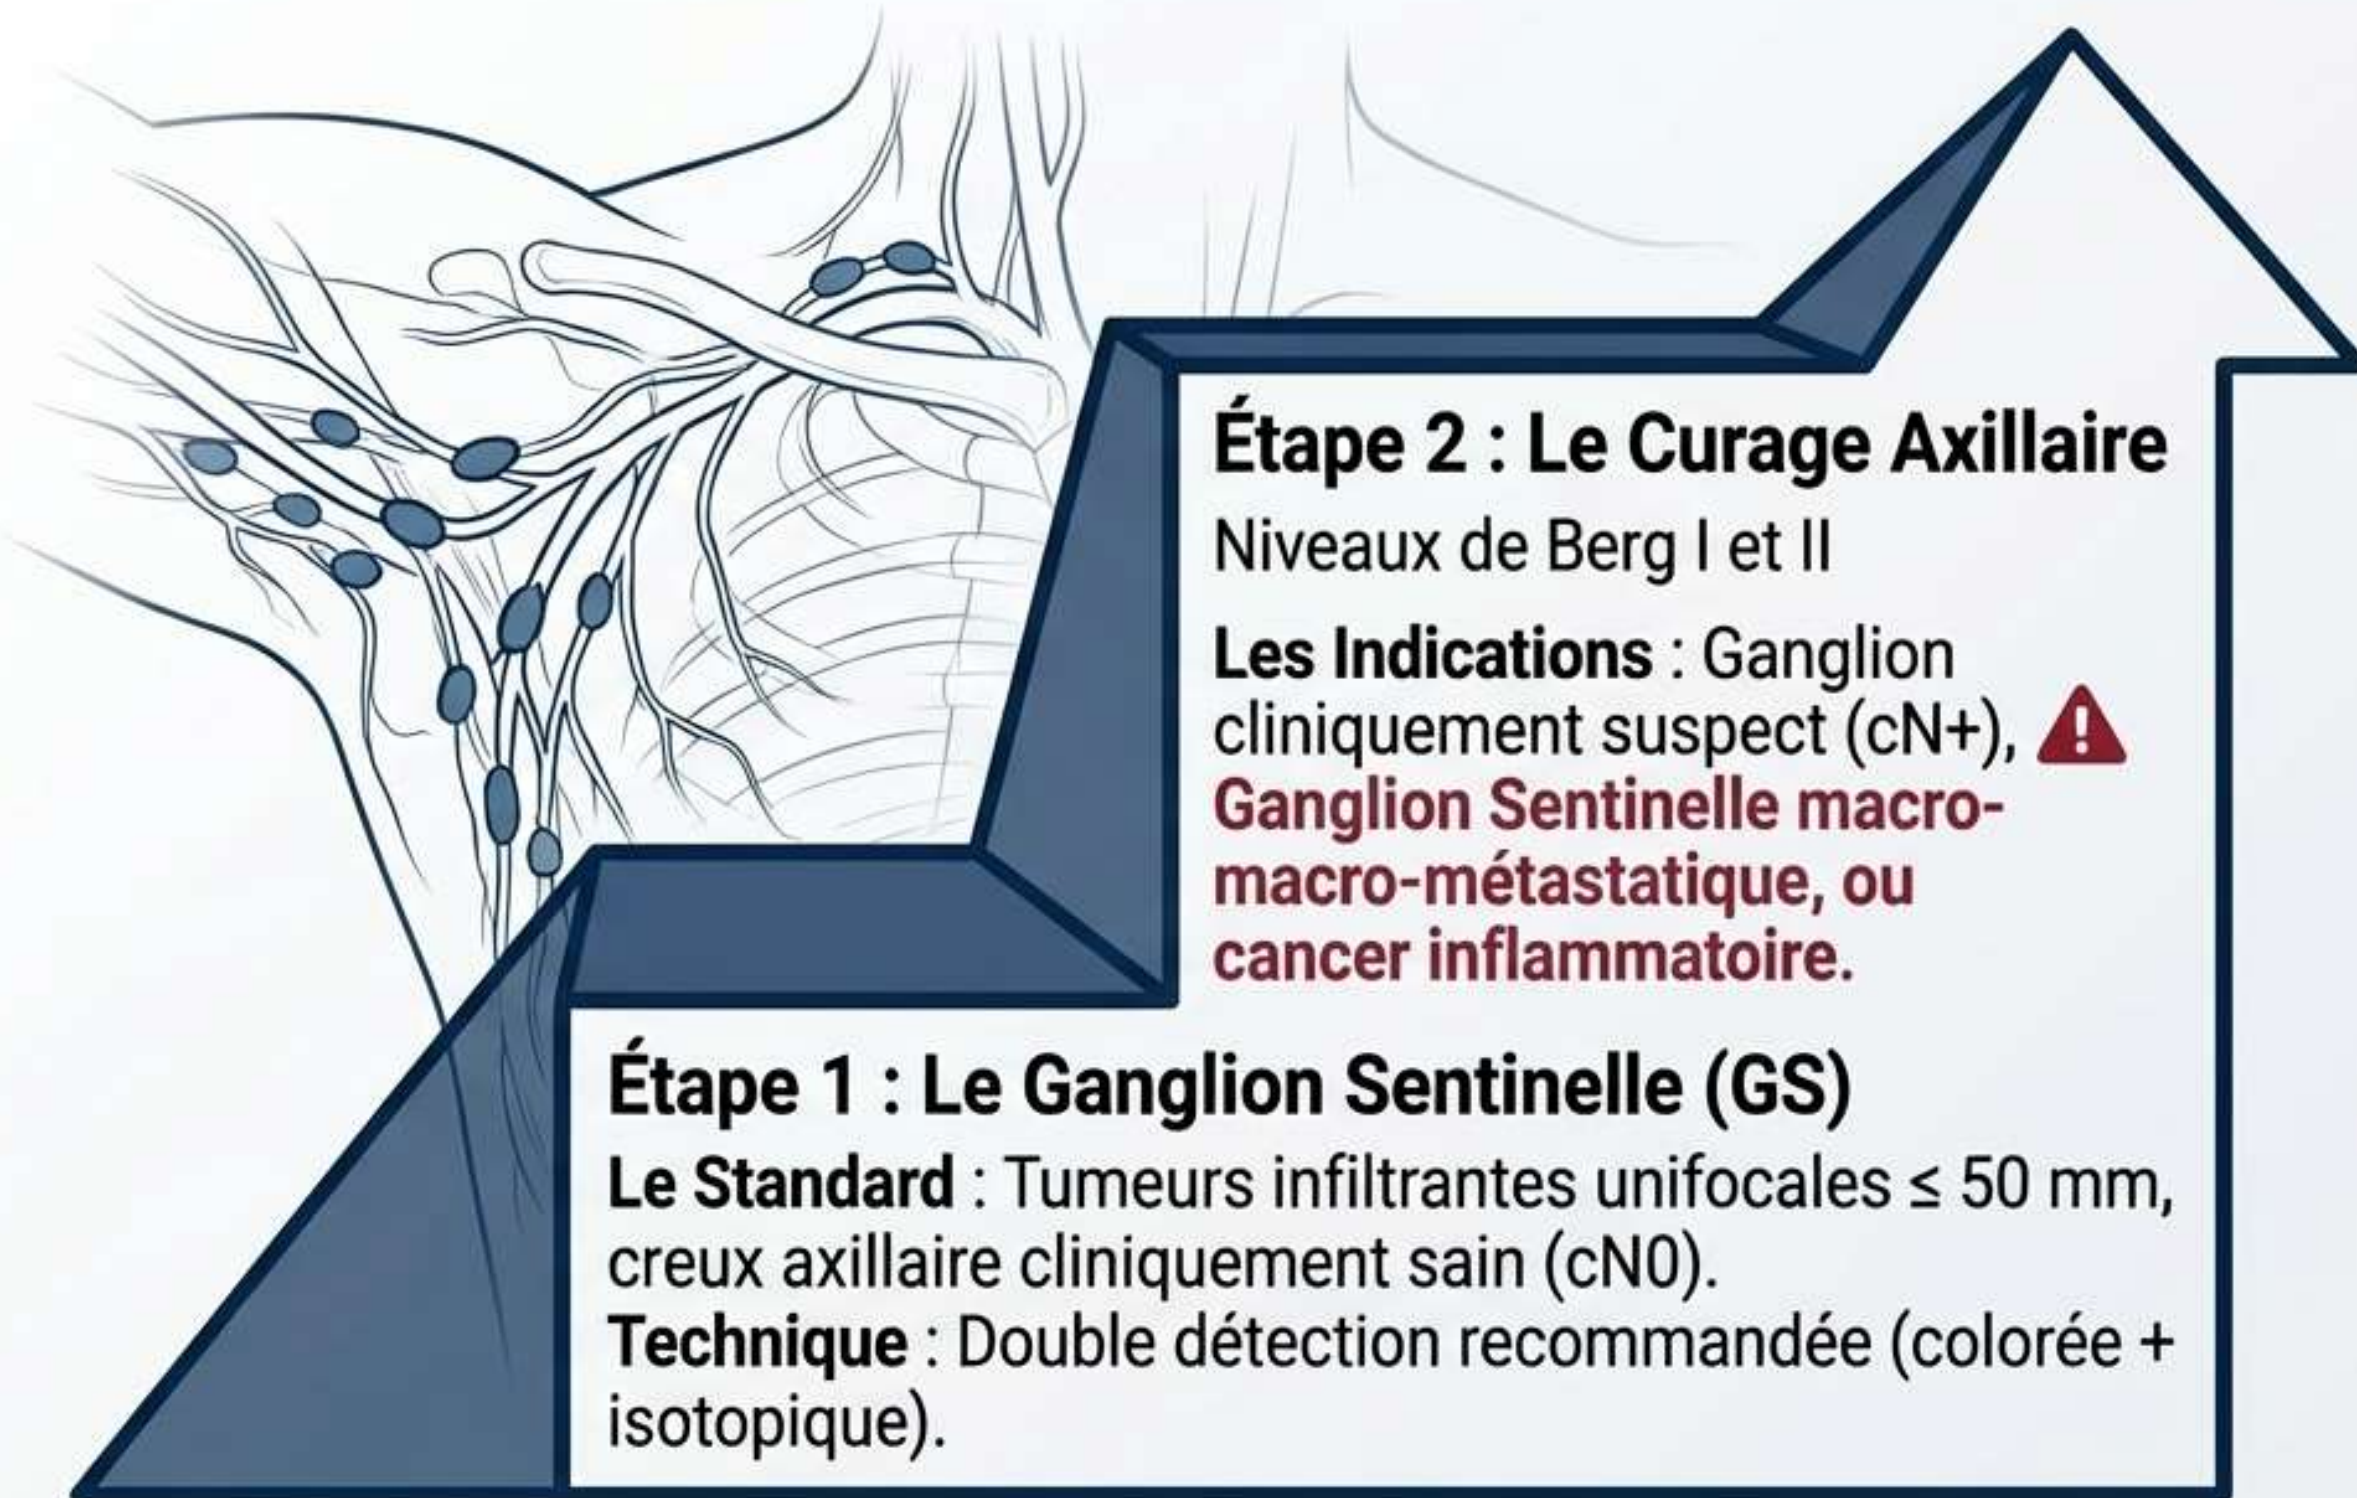 Étape 2 : Le Curage Axillaire
Niveaux de Berg I et II
Les Indications : Ganglion
cliniquement suspect (cN+),
Ganglion Sentinelle macro-
macro-métastatique, ou
cancer inflammatoire.
Étape 1 : Le Ganglion Sentinelle (GS)
Le Standard : Tumeurs infiltrantes unifocales ≤ 50 mm,
creux axillaire cliniquement sain (cN0).
Technique : Double détection recommandée (colorée +
isotopique).